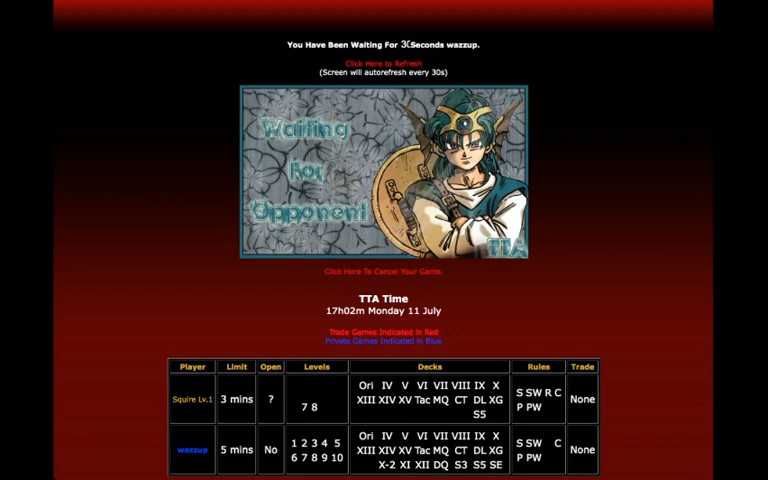 You Have Been Waiting For 30Seconds wazzup.
Click Here to Refresh
(Screen will autorefresh every 30s)
Waiting
For
Opponent
TTA
Click Here To Cancel Your Game.
TTA Time
17h02m Monday 11 July
Trade Games Indicated in Red
Private Games Indicated in Blue
Player Limit Open Levels Decks Rules Trade
Ori IV V VI VII VIII IX X
Squire Lv.1 3 mins ? 7 8 XIII XIV XV Tac MQ CT DL XG S SW R C None
S5 P PW
Ori IV V VI VII VIII IX X
wazzup 5 mins No 1 2 3 4 5 XIII XIV XV Tac MQ CT DL XG S SW C None
6 7 8 9 10 X-2 XI XII DQ S3 S5 SE P PW